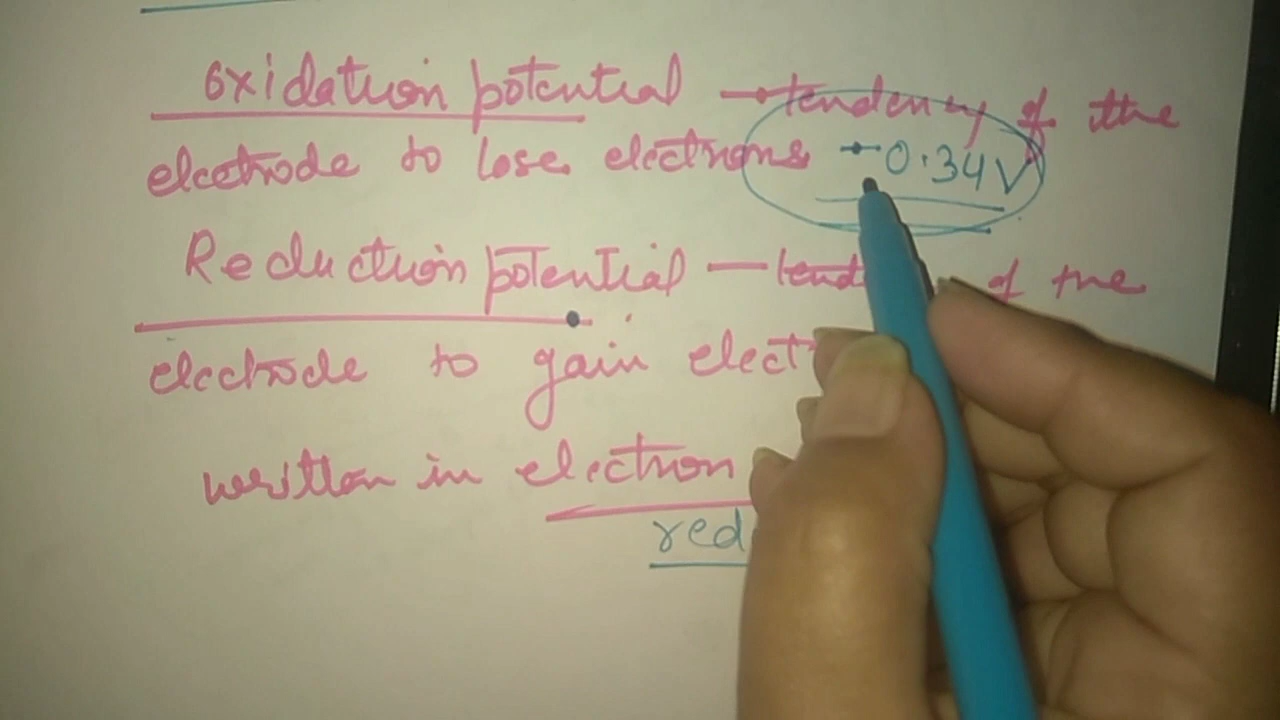 oxidation potential → tendency of the
electrode to lose electrons - 0.34V
Reduction potential — tend of the
electrode to gain elect
written in electron
red